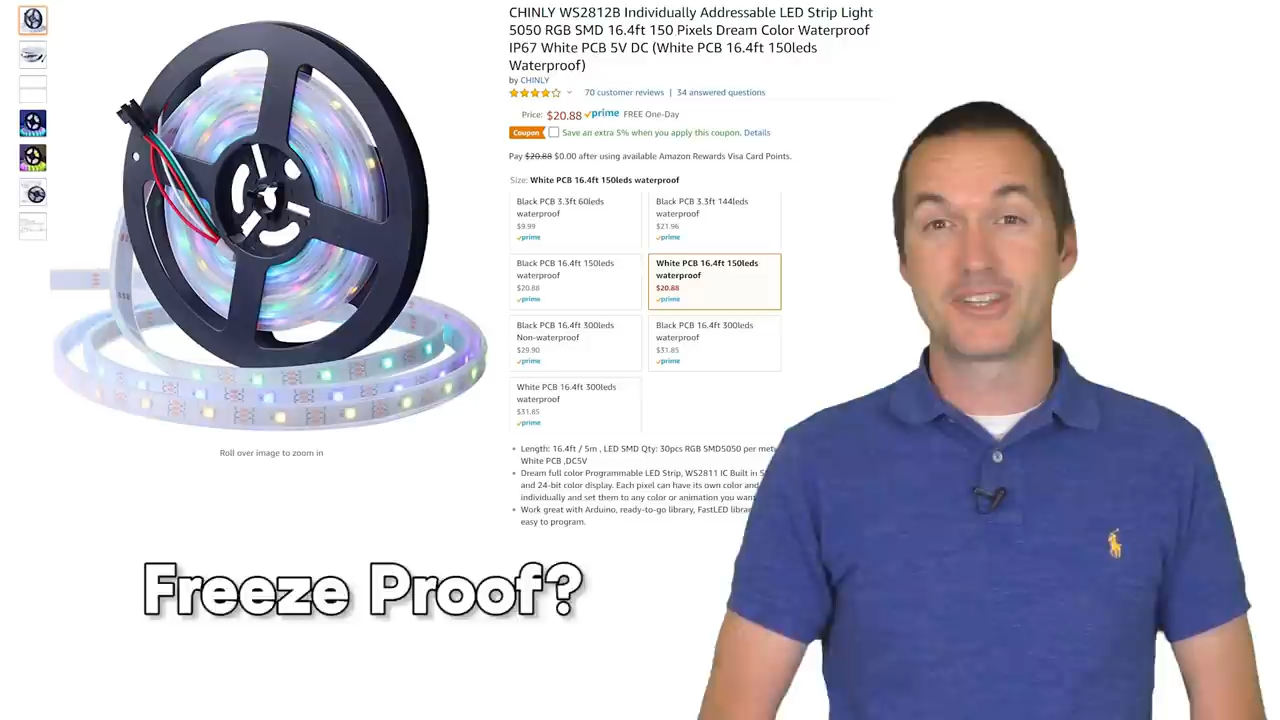 CHINLY WS2812B Individually Addressable LED Strip Light
5050 RGB SMD 16.4ft 150 Pixels Dream Color Waterproof
IP67 White PCB 5V DC (White PCB 16.4ft 150leds
Waterproof)
by CHINLY
70 customer reviews | 34 answered questions
Price: $20.88 prime FREE One-Day
Coupon Save an extra 5% when you apply this coupon. Details
Pay $20.88 $0.00 after using available Amazon Rewards Visa Card Points.
Size: White PCB 16.4ft 150leds waterproof
Black PCB 3.3ft 60leds
waterproof
$9.99
prime
Black PCB 3.3ft 144leds
waterproof
$21.96
prime
Black PCB 16.4ft 150leds
waterproof
$20.88
prime
White PCB 16.4ft 150leds
waterproof
$20.88
prime
Black PCB 16.4ft 300leds
Non-waterproof
$29.90
prime
Black PCB 16.4ft 300leds
waterproof
$31.85
prime
White PCB 16.4ft 300leds
waterproof
$31.85
prime
Length: 16.4ft / 5m , LED SMD Qty: 30pcs RGB SMD5050 per
White PCB ,DC5V
Dream full color Programmable LED Strip, WS2811 IC Built in
and 24-bit color display. Each pixel can have its own color and
individually and set them to any color or animation you
Work great with Arduino, ready-to-go library, FastLED
easy to program.
Roll over image to zoom in
Freeze Proof?